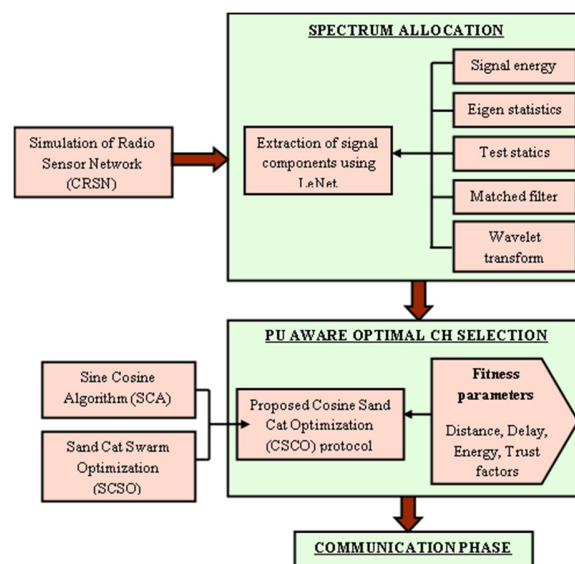 SPECTRUM ALLOCATION
Signal energy
Eigen statistics
Simulation of Radio
Sensor Network
(CRSN)
Extraction of signal
components using
LeNet
Test statics
Matched filter
Wavelet
transform
PU AWARE OPTIMAL CH SELECTION
Sine Cosine
Algorithm (SCA)
Sand Cat Swarm
Optimization
(SCSO)
Proposed Cosine Sand
Cat Optimization
(CSCO) protocol
Fitness
parameters
Distance, Delay,
Energy, Trust
factors
COMMUNICATION PHASE